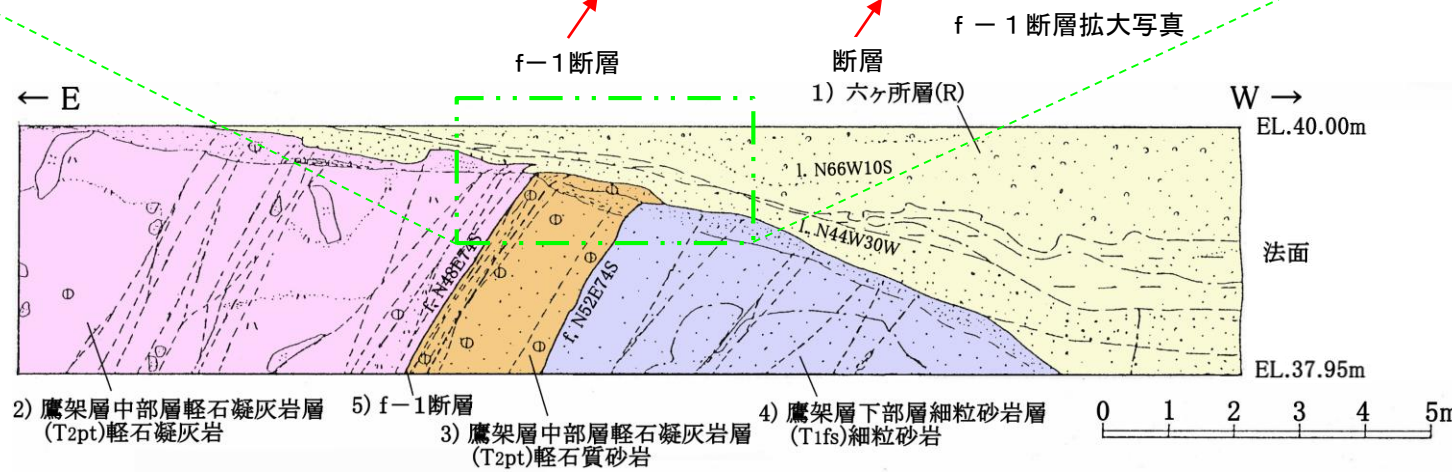 f－1断層
断層
f－1断層拡大写真
← E
1) 六ヶ所層(R)
W →
EL.40.00m
l. N66W10S
l. N44W30W
法面
f. N48E74S
f. N52E74S
EL.37.95m
2) 鷹架層中部層軽石凝灰岩層
(T2pt)軽石凝灰岩
5) f－1断層
3) 鷹架層中部層軽石凝灰岩層
(T2pt)軽石質砂岩
4) 鷹架層下部層細粒砂岩層
(T1fs)細粒砂岩
0 1 2 3 4 5m